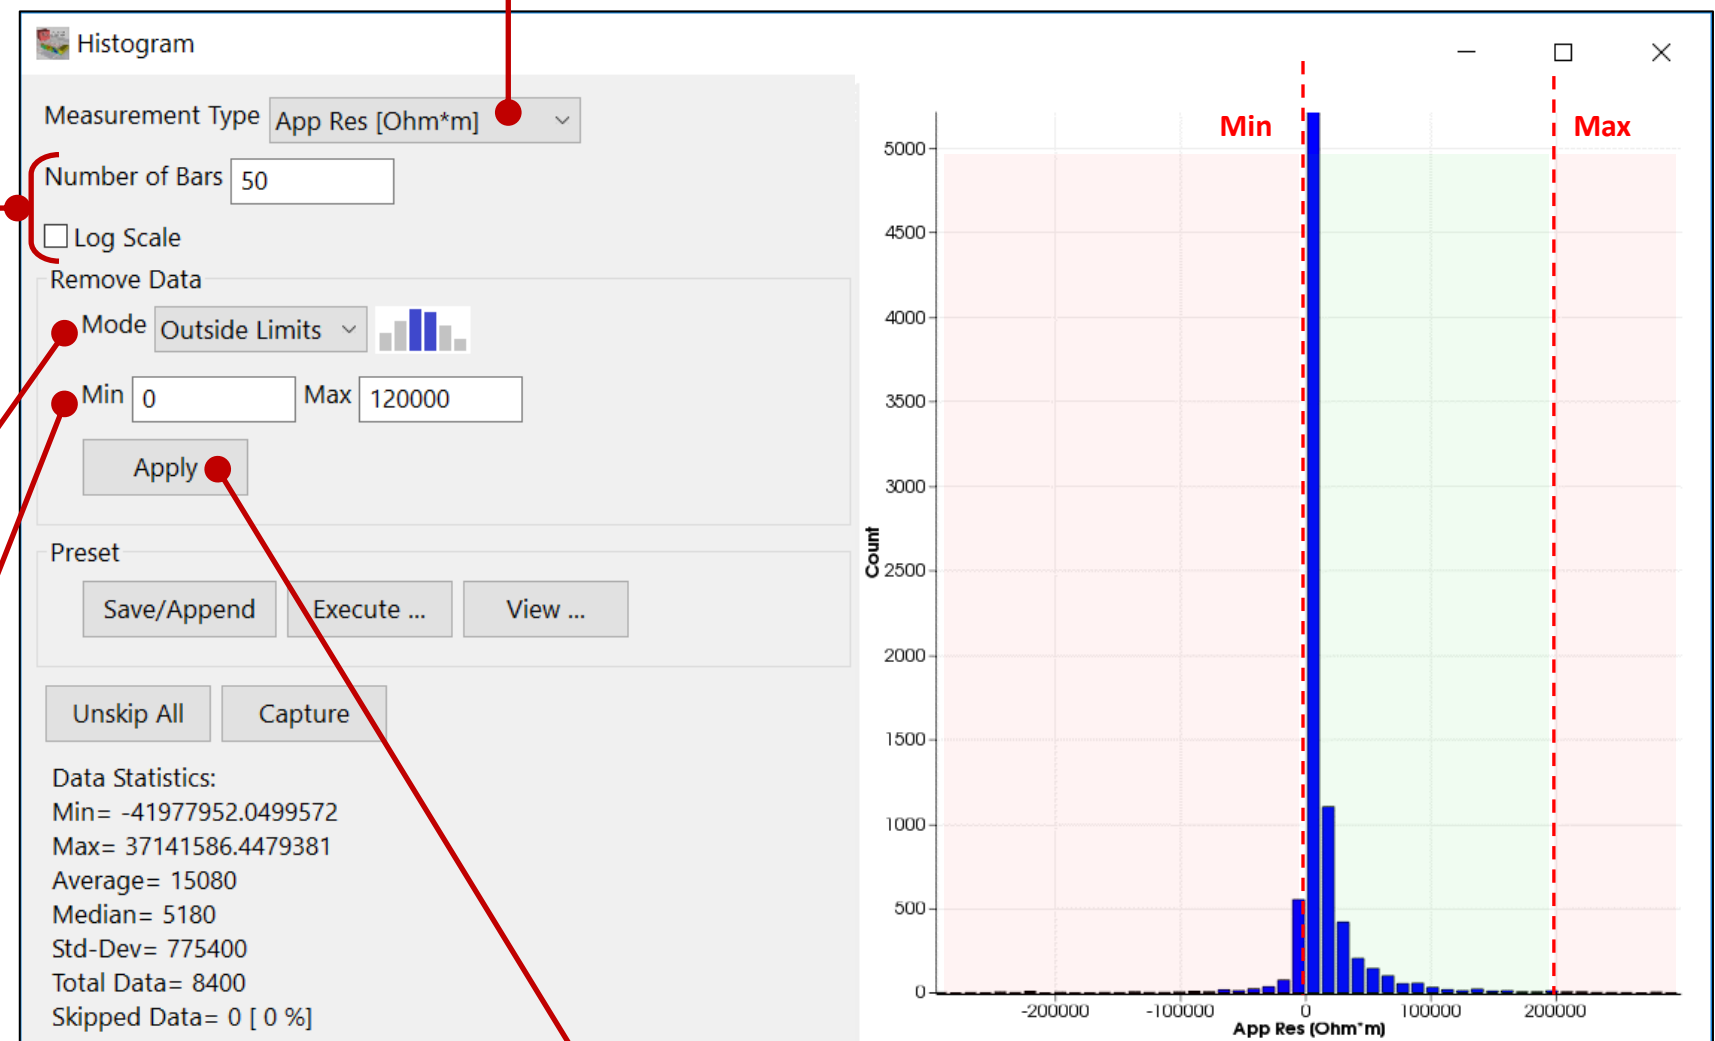 Histogram
Measurement Type App Res [Ohm*m]
Number of Bars 50
Log Scale
Remove Data
Mode Outside Limits
Min 0 Max 120000
Apply
Preset
Save/Append Execute ... View ...
Unskip All Capture
Data Statistics:
Min= -41977952.0499572
Max= 37141586.4479381
Average= 15080
Median= 5180
Std-Dev= 775400
Total Data= 8400
Skipped Data= 0 [ 0 %]
Min Max
5000
4500
4000
3500
3000
2500
2000
1500
1000
500
0
Count
-200000 -100000 0 100000 200000
App Res (Ohm*m)